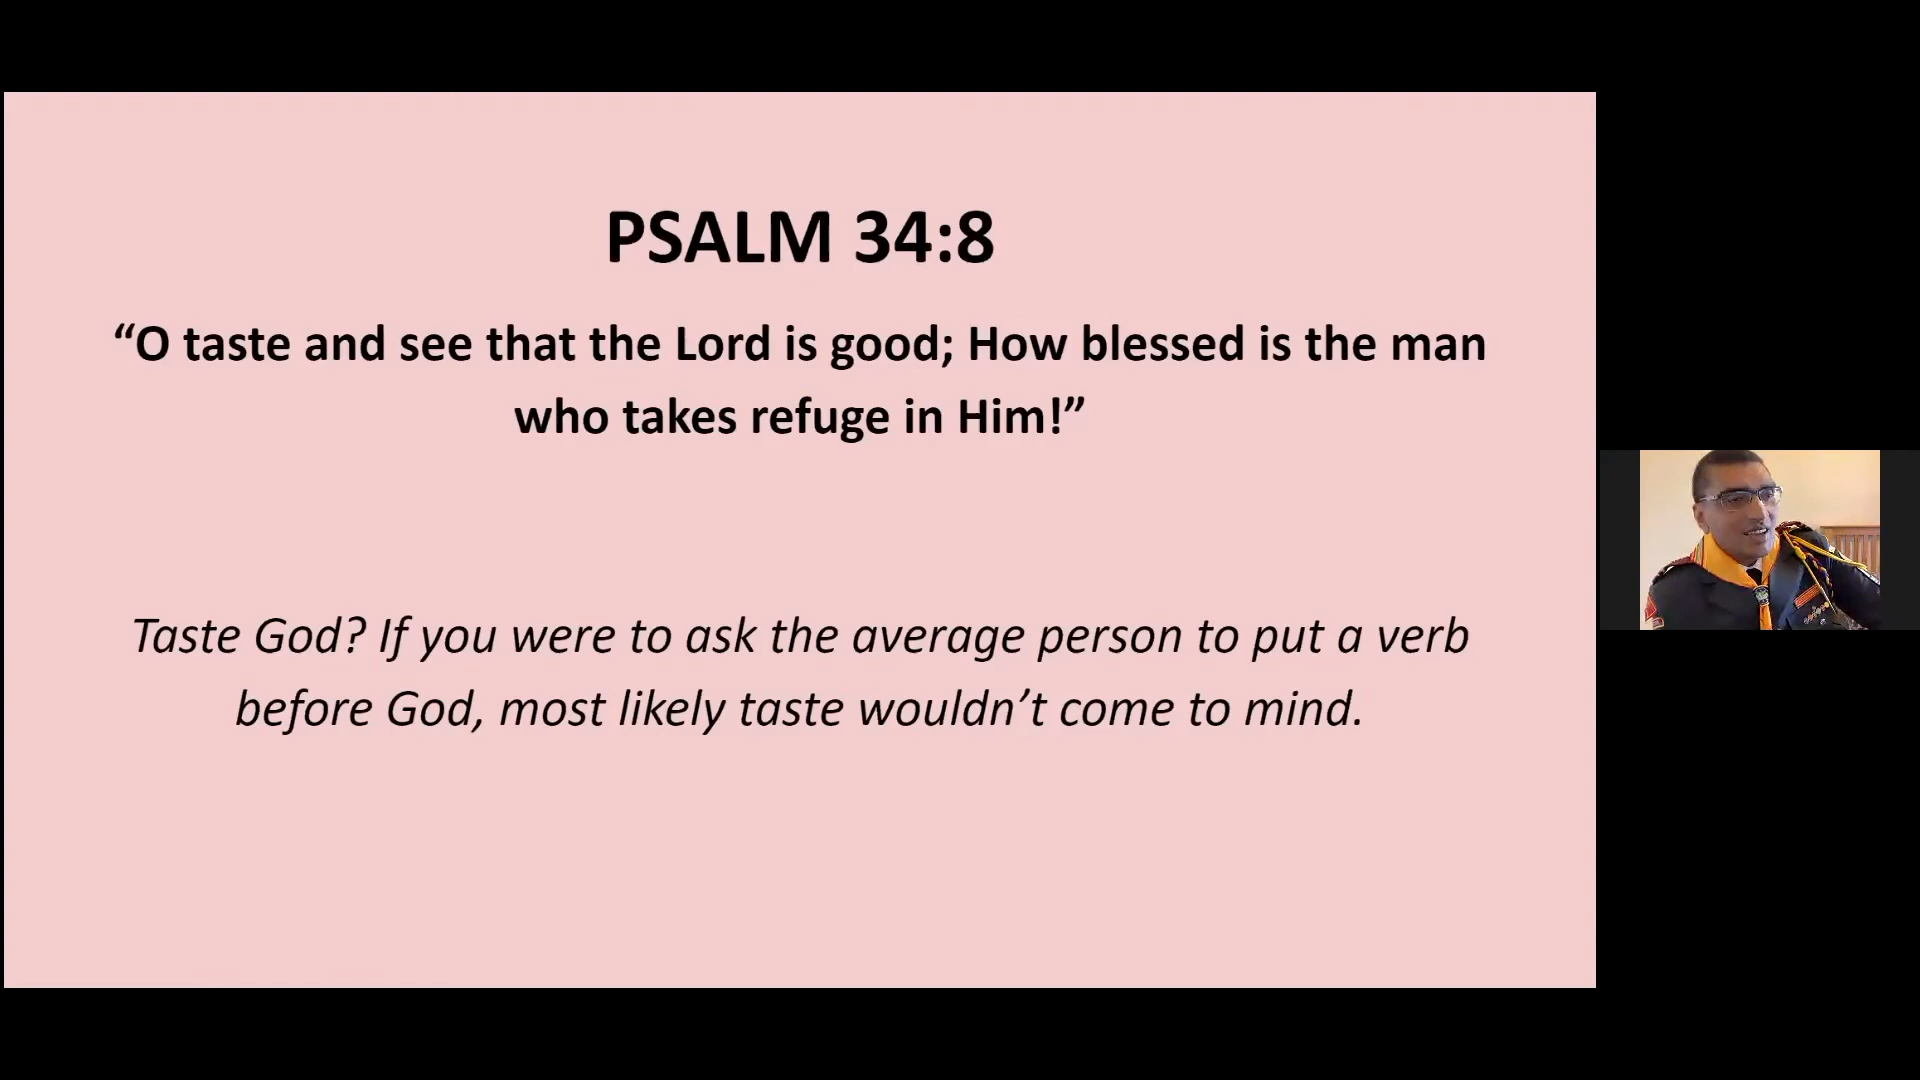 PSALM 34:8
“O taste and see that the Lord is good; How blessed is the man
who takes refuge in Him!”
Taste God? If you were to ask the average person to put a verb
before God, most likely taste wouldn’t come to mind.